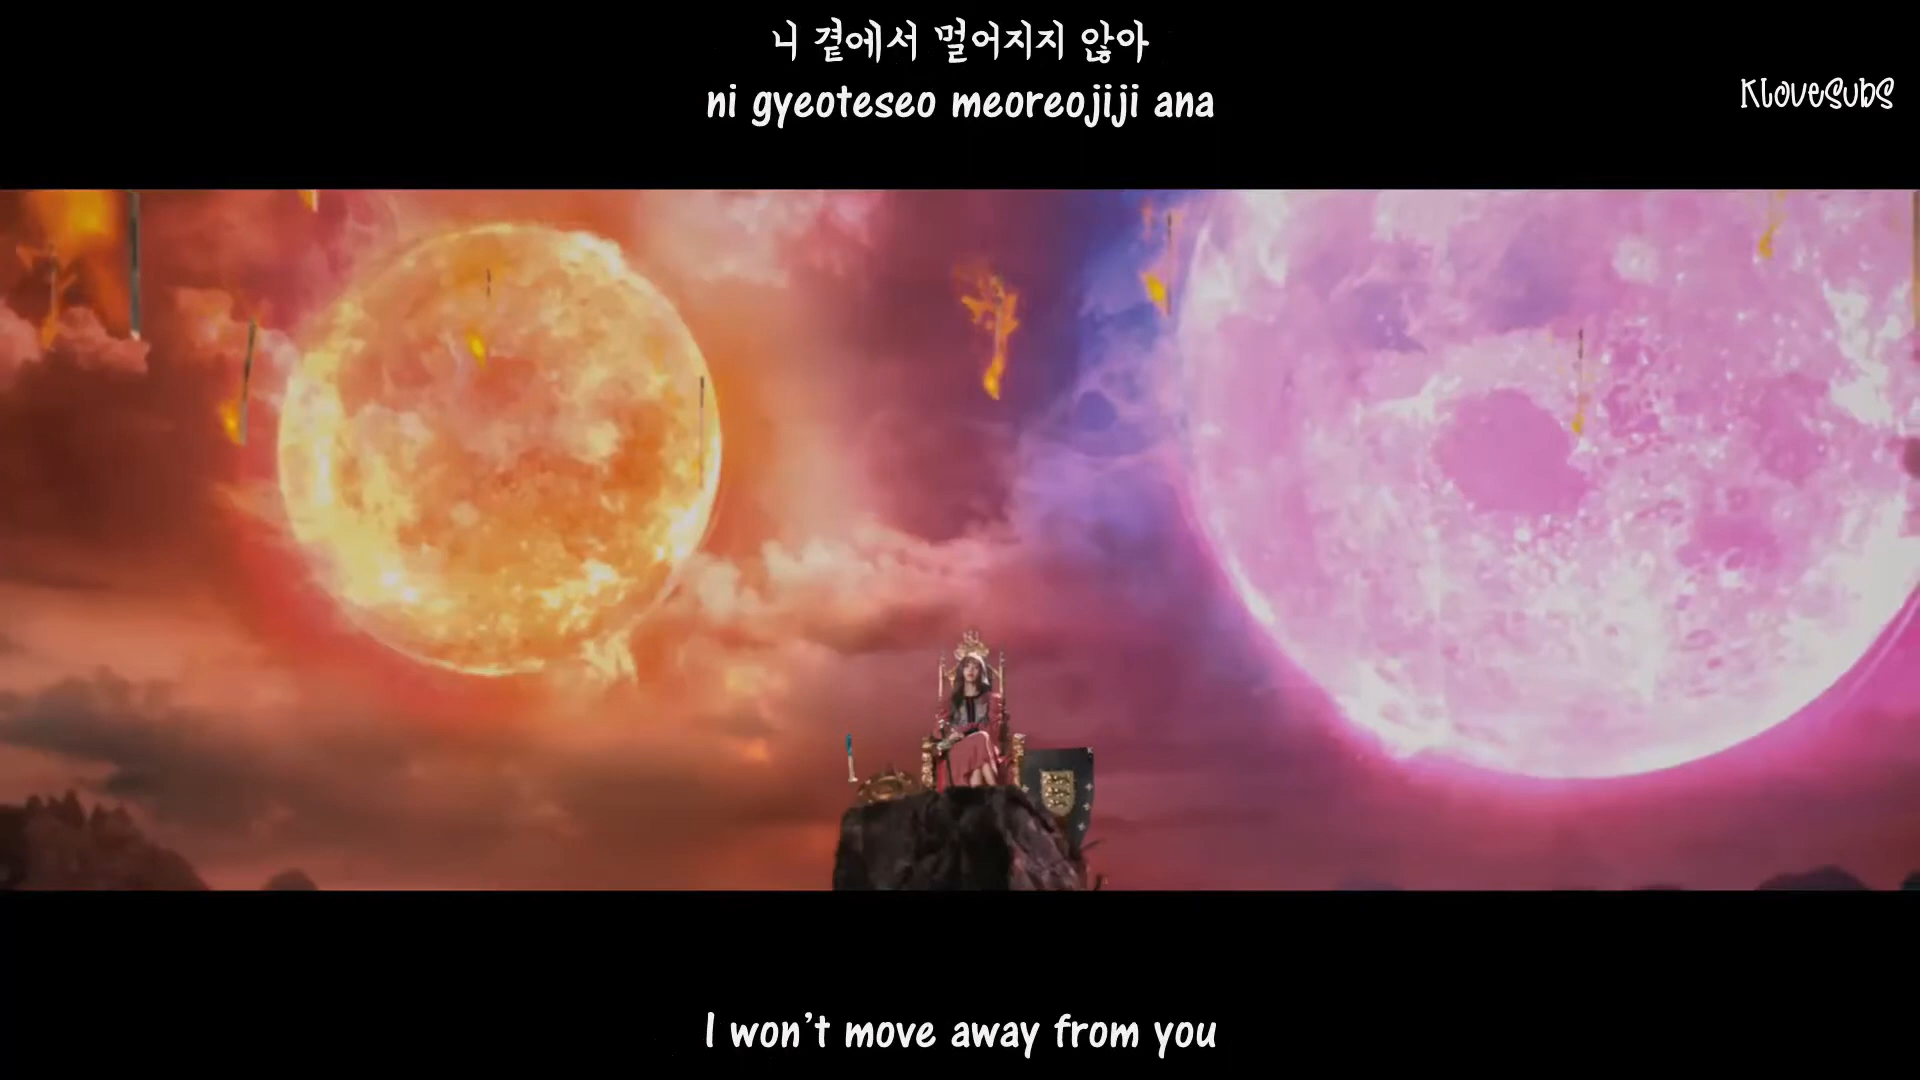 니 곁에서 멀어지지 않아
ni gyeoteseo meoreojiji ana
KLoveSubs
I won't move away from you